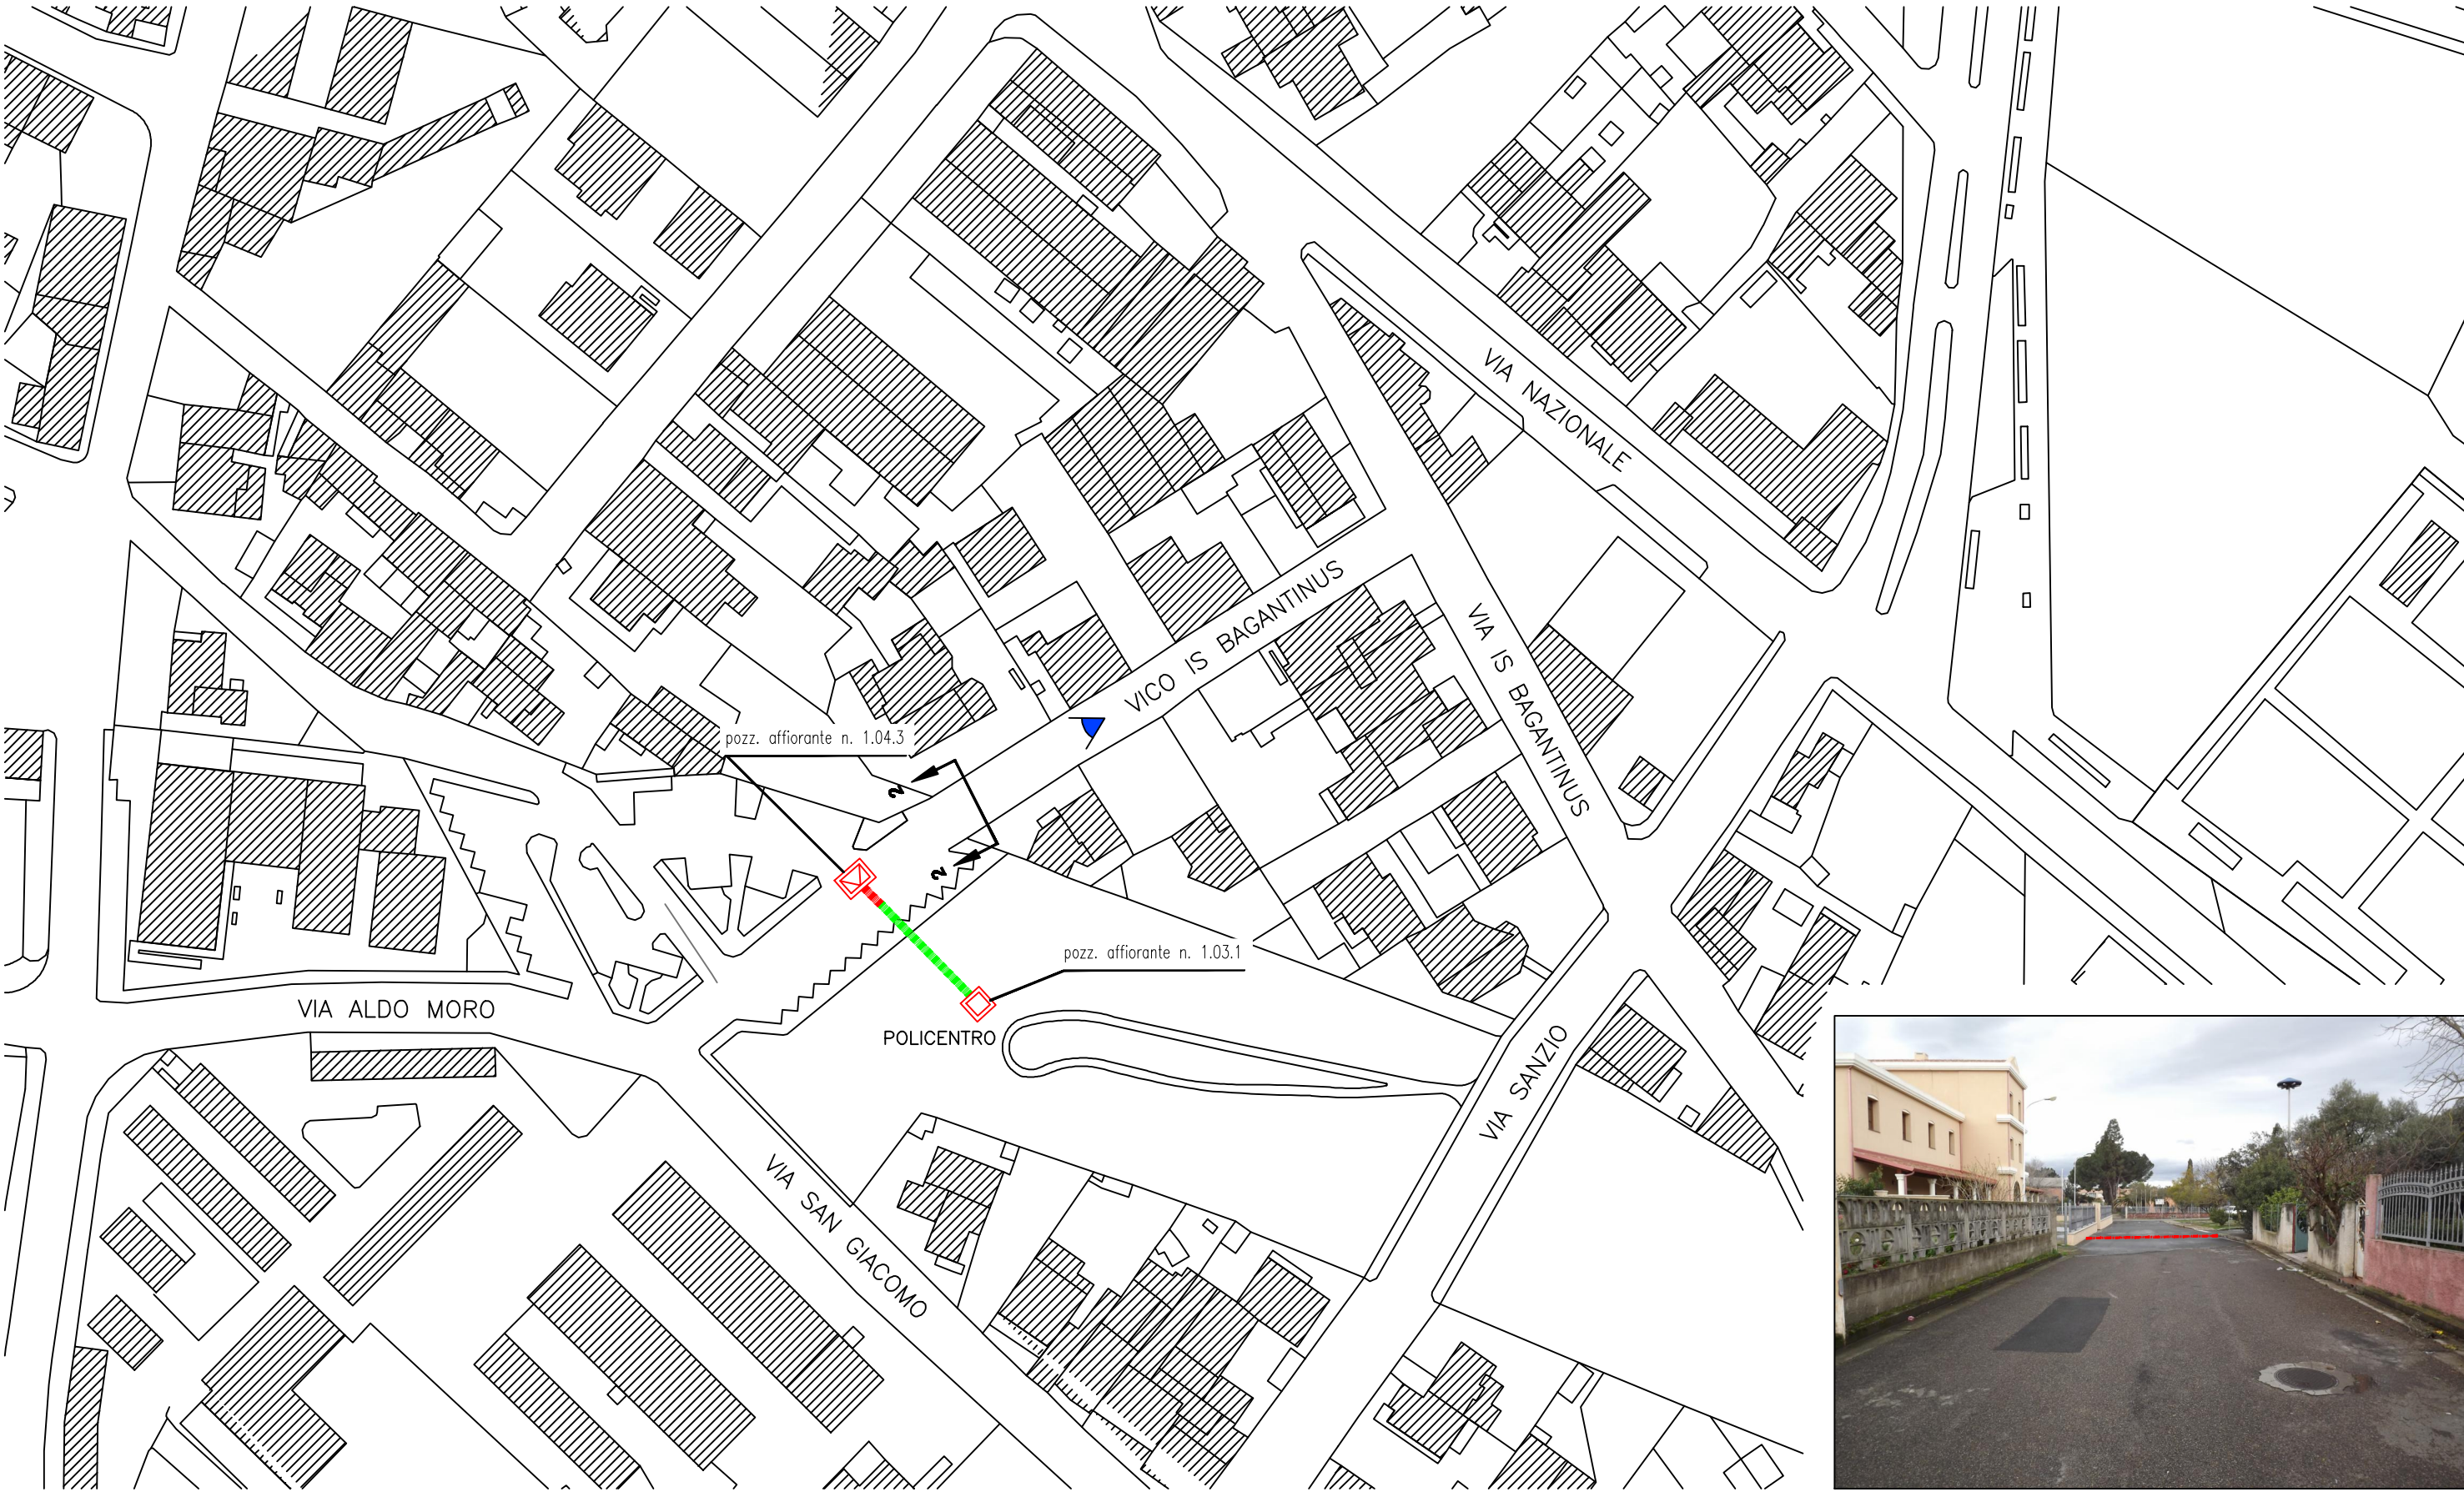 VIA NAZIONALE
VICO IS BAGANTINUS
VIA IS BAGANTINUS
pozz. affiorante n. 1.04.3
2
2
pozz. affiorante n. 1.03.1
VIA ALDO MORO
POLICENTRO
VIA SANZIO
VIA SAN GIACOMO